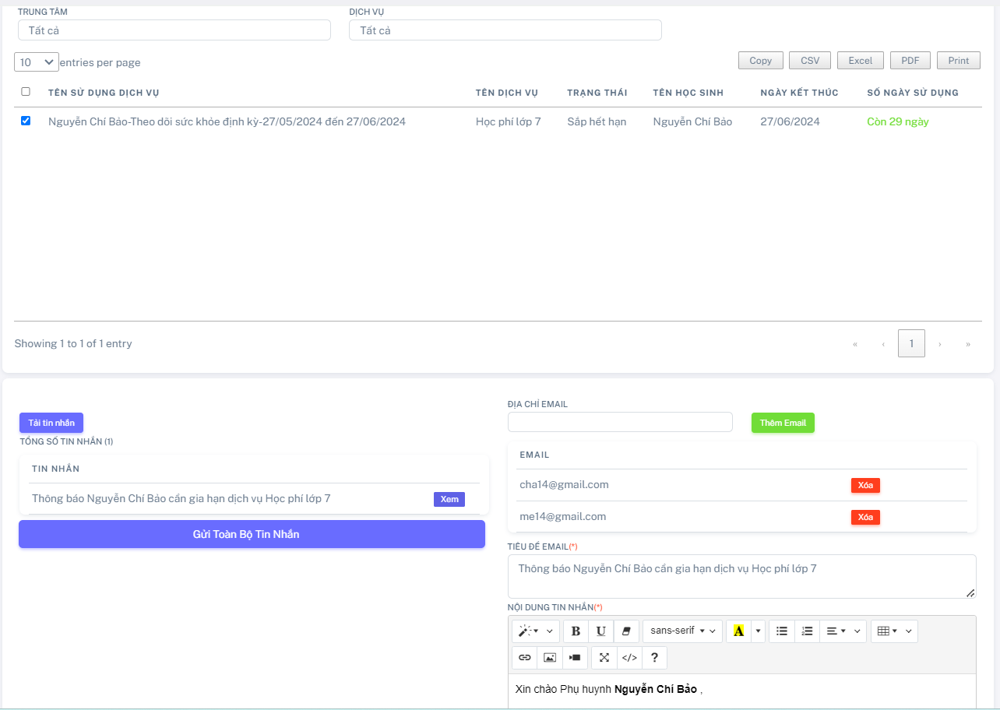 TRUNG TÂM
DỊCH VỤ
Tất cả
Tất cả
10 entries per page
Copy CSV Excel PDF Print
TÊN SỬ DỤNG DỊCH VỤ TÊN DỊCH VỤ TRẠNG THÁI TÊN HỌC SINH NGÀY KẾT THÚC SỐ NGÀY SỬ DỤNG
Nguyễn Chí Bảo-Theo dõi sức khỏe định kỳ-27/05/2024 đến 27/06/2024 Học phí lớp 7 Sắp hết hạn Nguyễn Chí Bảo 27/06/2024 Còn 29 ngày
Showing 1 to 1 of 1 entry
« ‹ 1 › »
Tải tin nhắn
TỔNG SỐ TIN NHẮN (1)
TIN NHẮN
Thông báo Nguyễn Chí Bảo cần gia hạn dịch vụ Học phí lớp 7 Xem
Gửi Toàn Bộ Tin Nhắn
ĐỊA CHỈ EMAIL
Thêm Email
EMAIL
cha14@gmail.com Xóa
me14@gmail.com Xóa
TIÊU ĐỀ EMAIL(*)
Thông báo Nguyễn Chí Bảo cần gia hạn dịch vụ Học phí lớp 7
NỘI DUNG TIN NHẮN(*)
B U sans-serif A
</> ?
Xin chào Phụ huynh Nguyễn Chí Bảo ,